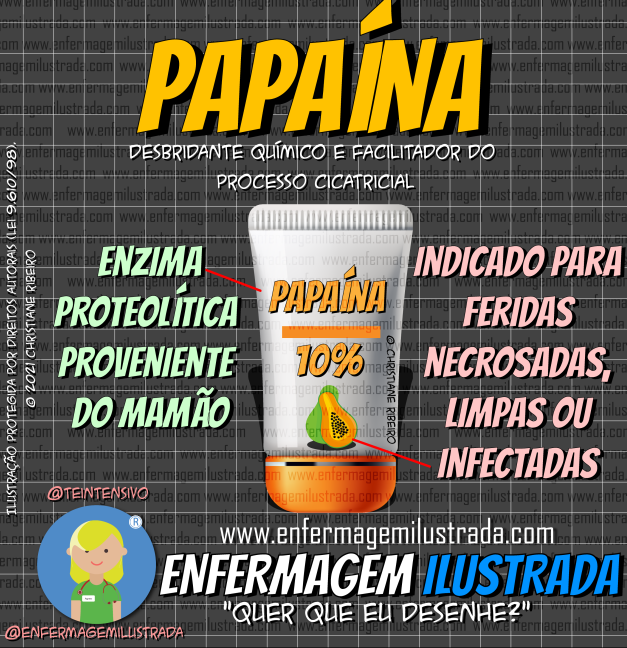 PAPAÍNA
DESBRIDANTE QUÍMICO E FACILITADOR DO
PROCESSO CICATRICIAL
ENZIMA
PROTEOLÍTICA
PROVENIENTE
DO MAMÃO
PAPAÍNA
10%
© CHRISTIANE RIBEIRO
INDICADO PARA
FERIDAS
NECROSADAS,
LIMPAS OU
INFECTADAS
ILUSTRAÇÃO PROTEGIDA POR DIREITOS AUTORAIS (LEI 9.610/98).
© 2021 CHRISTIANE RIBEIRO
@TEINTENSIVO
®
www.enfermagemilustrada.com
ENFERMAGEM ILUSTRADA
"QUER QUE EU DESENHE?"
@ENFERMAGEMILUSTRADA